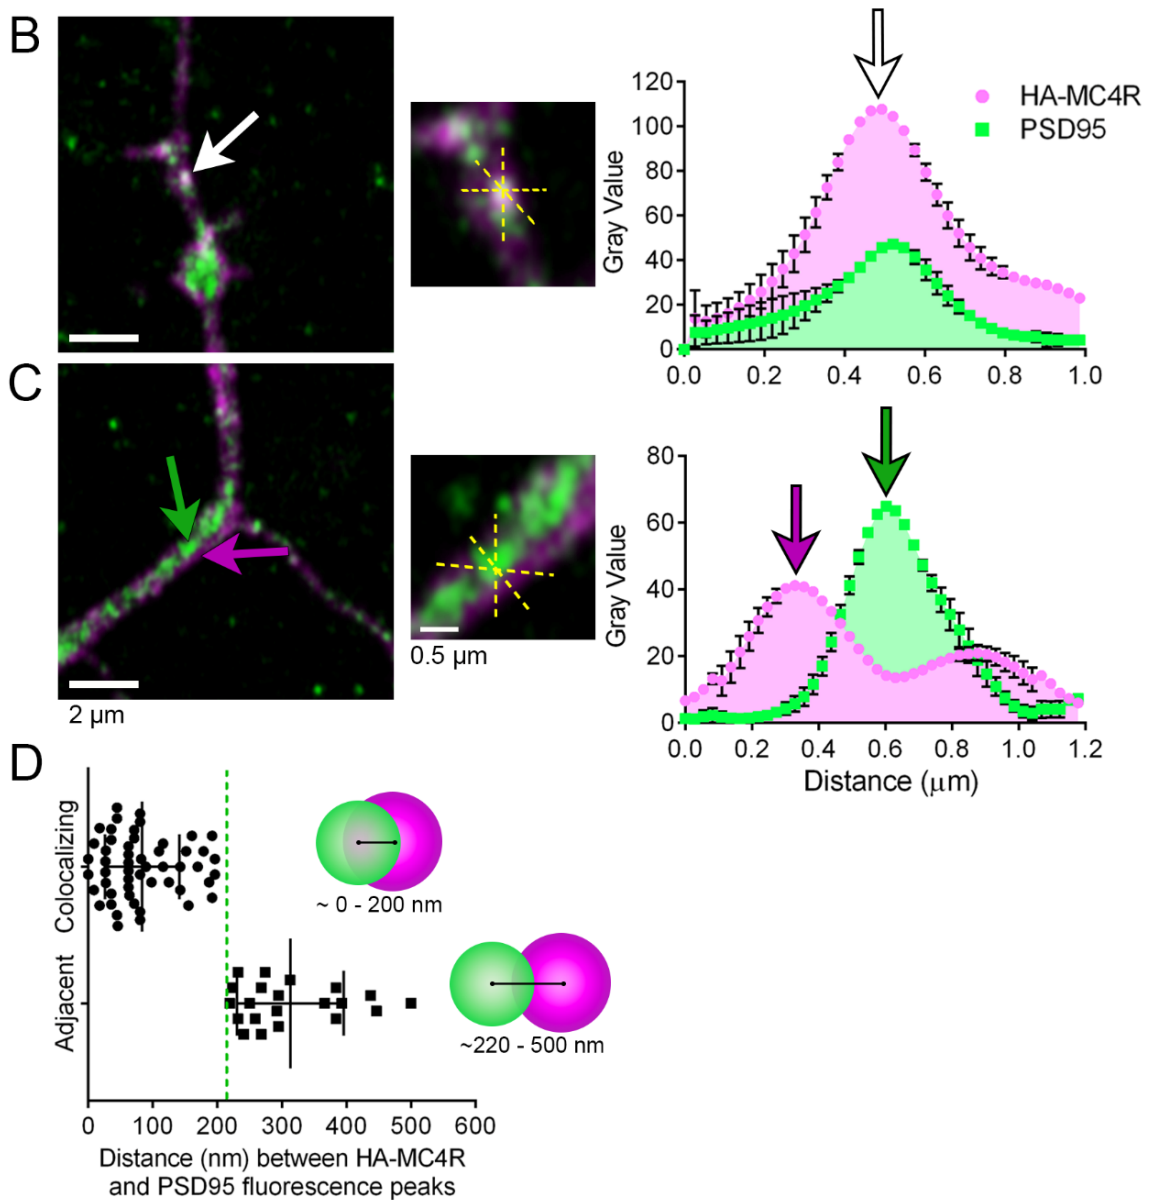 B
120
100
80
60
40
20
0
Gray Value
HA-MC4R
PSD95
0.0 0.2 0.4 0.6 0.8 1.0
C
2 μm
0.5 μm
80
60
40
20
0
Gray Value
0.0 0.2 0.4 0.6 0.8 1.0 1.2
Distance (μm)
D
Colocalizing
Adjacent
~ 0 - 200 nm
~220 - 500 nm
0 100 200 300 400 500 600
Distance (nm) between HA-MC4R
and PSD95 fluorescence peaks